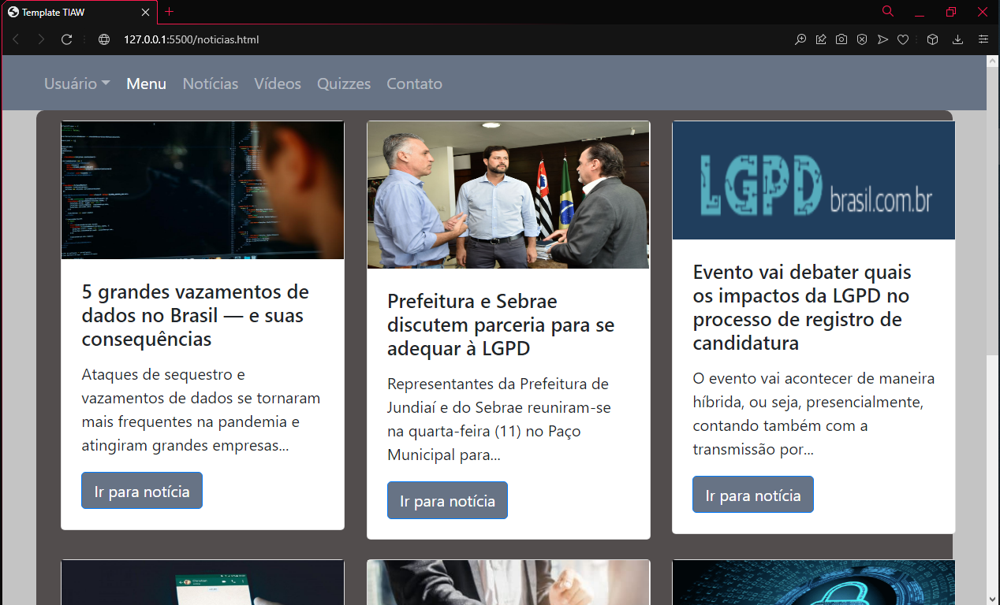 Template TIAW
127.0.0.1:5500/noticias.html
Usuário Menu Notícias Vídeos Quizzes Contato
5 grandes vazamentos de
dados no Brasil — e suas
consequências
Ataques de sequestro e
vazamentos de dados se tornaram
mais frequentes na pandemia e
atingiram grandes empresas...
Ir para notícia
Prefeitura e Sebrae
discutem parceria para se
adequar à LGPD
Representantes da Prefeitura de
Jundiaí e do Sebrae reuniram-se
na quarta-feira (11) no Paço
Municipal para...
Ir para notícia
LGPD brasil.com.br
Evento vai debater quais
os impactos da LGPD no
processo de registro de
candidatura
O evento vai acontecer de maneira
híbrida, ou seja, presencialmente,
contando também com a
transmissão por...
Ir para notícia